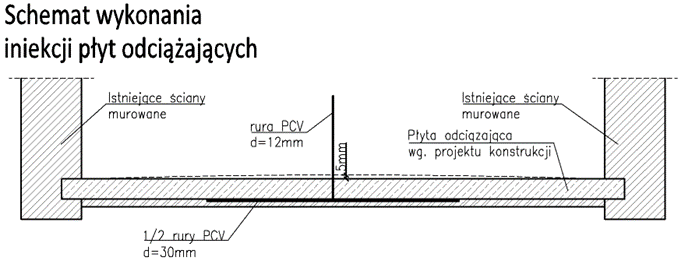 Schemat wykonania
iniekcji płyt odciążających
Istniejące ściany
murowane
Istniejące ściany
murowane
rura PCV
d=12mm
5mm
Płyta odciązająca
wg. projektu konstrukcji
1/2 rury PCV
d=30mm